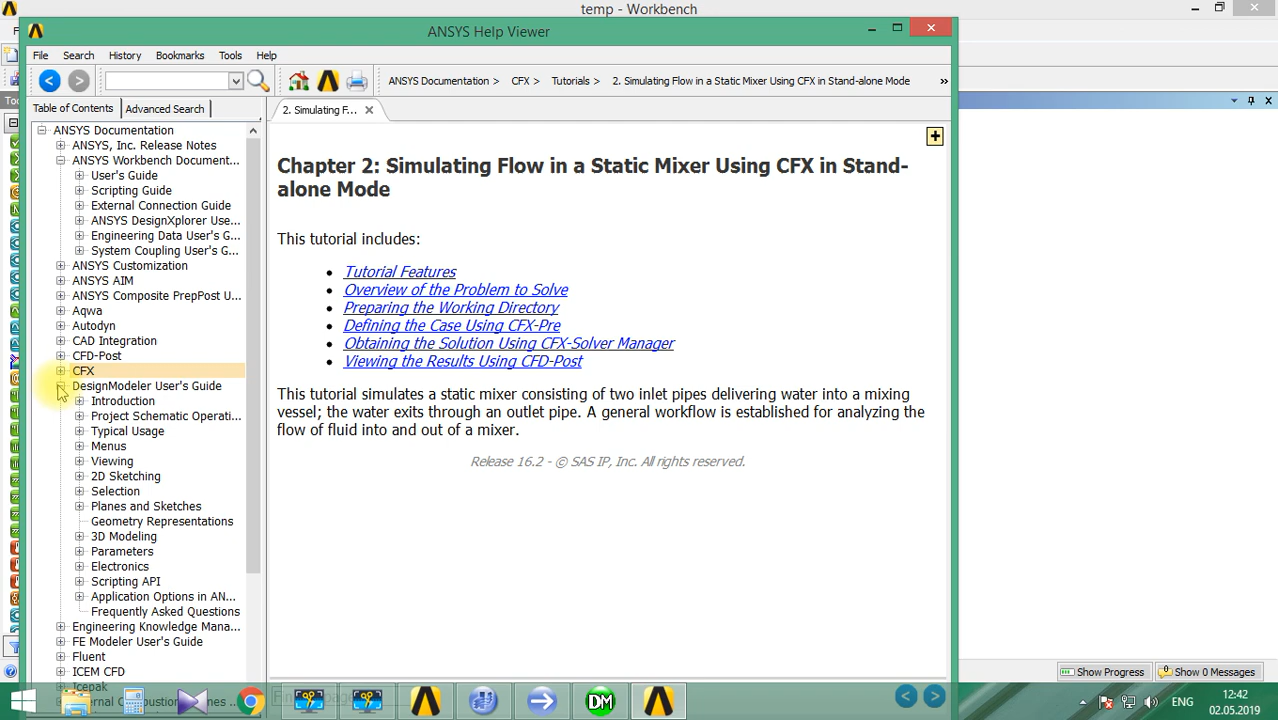 temp - Workbench
ANSYS Help Viewer
File Search History Bookmarks Tools Help
ANSYS Documentation > CFX > Tutorials > 2. Simulating Flow in a Static Mixer Using CFX in Stand-alone Mode »
Table of Contents Advanced Search
2. Simulating F...
ANSYS Documentation
ANSYS, Inc. Release Notes
ANSYS Workbench Document...
User's Guide
Scripting Guide
External Connection Guide
ANSYS DesignXplorer Use...
Engineering Data User's G...
System Coupling User's G...
ANSYS Customization
ANSYS AIM
ANSYS Composite PrepPost U...
Aqwa
Autodyn
CAD Integration
CFD-Post
CFX
DesignModeler User's Guide
Introduction
Project Schematic Operati...
Typical Usage
Menus
Viewing
2D Sketching
Selection
Planes and Sketches
Geometry Representations
3D Modeling
Parameters
Electronics
Scripting API
Application Options in AN...
Frequently Asked Questions
Engineering Knowledge Mana...
FE Modeler User's Guide
Fluent
ICEM CFD
Icepak
Chapter 2: Simulating Flow in a Static Mixer Using CFX in Stand-
alone Mode
This tutorial includes:
• Tutorial Features
• Overview of the Problem to Solve
• Preparing the Working Directory
• Defining the Case Using CFX-Pre
• Obtaining the Solution Using CFX-Solver Manager
• Viewing the Results Using CFD-Post
This tutorial simulates a static mixer consisting of two inlet pipes delivering water into a mixing
vessel; the water exits through an outlet pipe. A general workflow is established for analyzing the
flow of fluid into and out of a mixer.
Release 16.2 - © SAS IP, Inc. All rights reserved.
Show Progress Show 0 Messages
DM
ENG
12:42
02.05.2019